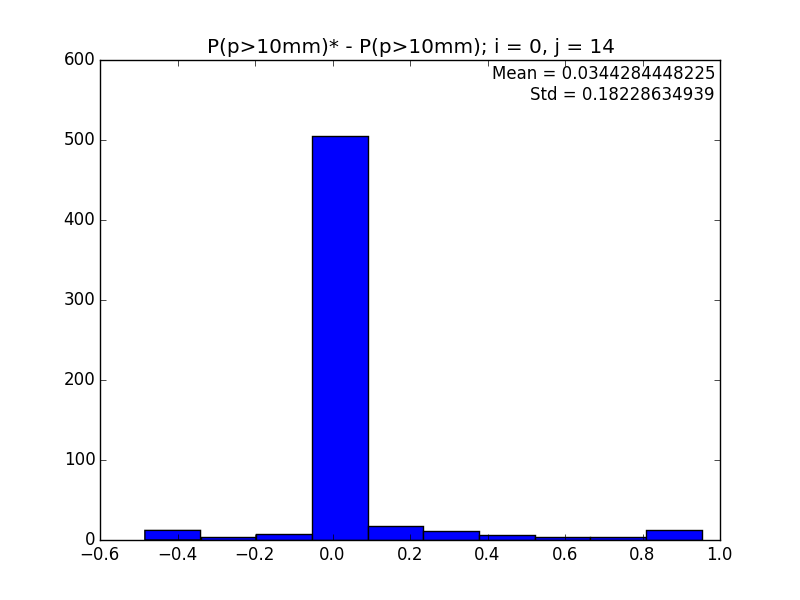 P(p>10mm)* - P(p>10mm); i = 0, j = 14
Mean = 0.0344284448225
Std = 0.18228634939
600
500
400
300
200
100
0
−0.6 −0.4 −0.2 0.0 0.2 0.4 0.6 0.8 1.0